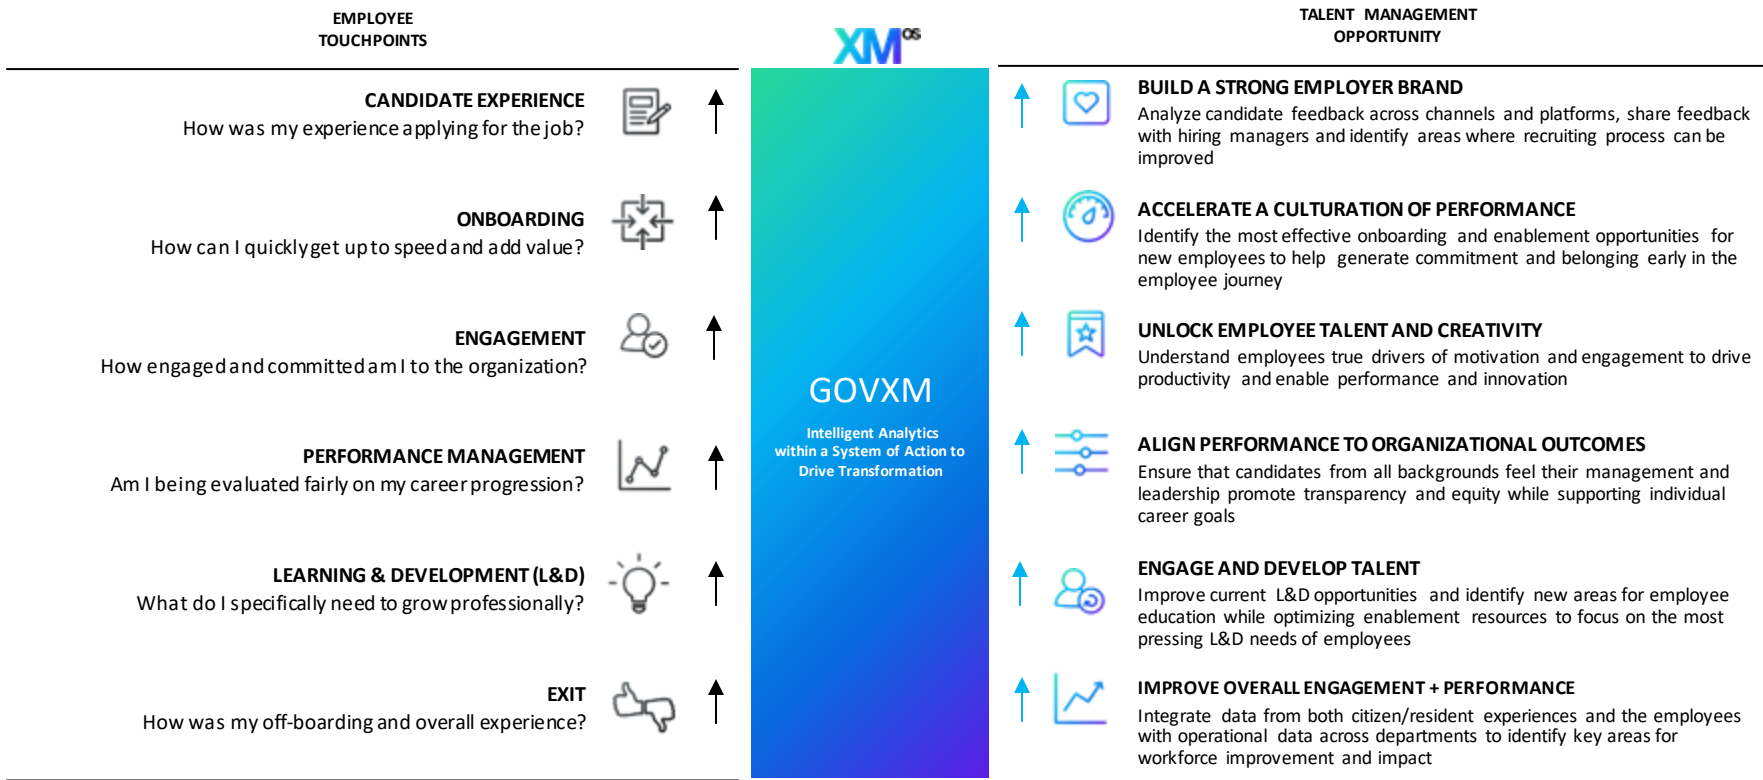 EMPLOYEE
TOUCHPOINTS
CANDIDATE EXPERIENCE
How was my experience applying for the job?
ONBOARDING
How can I quickly get up to speed and add value?
ENGAGEMENT
How engaged and committed am I to the organization?
PERFORMANCE MANAGEMENT
Am I being evaluated fairly on my career progression?
LEARNING & DEVELOPMENT (L&D)
What do I specifically need to grow professionally?
EXIT
How was my off-boarding and overall experience?
XM os
GOVXM
Intelligent Analytics
within a System of Action to
Drive Transformation
TALENT MANAGEMENT
OPPORTUNITY
BUILD A STRONG EMPLOYER BRAND
Analyze candidate feedback across channels and platforms, share feedback
with hiring managers and identify areas where recruiting process can be
improved
ACCELERATE A CULTURATION OF PERFORMANCE
Identify the most effective onboarding and enablement opportunities for
new employees to help generate commitment and belonging early in the
employee journey
UNLOCK EMPLOYEE TALENT AND CREATIVITY
Understand employees true drivers of motivation and engagement to drive
productivity and enable performance and innovation
ALIGN PERFORMANCE TO ORGANIZATIONAL OUTCOMES
Ensure that candidates from all backgrounds feel their management and
leadership promote transparency and equity while supporting individual
career goals
ENGAGE AND DEVELOP TALENT
Improve current L&D opportunities and identify new areas for employee
education while optimizing enablement resources to focus on the most
pressing L&D needs of employees
IMPROVE OVERALL ENGAGEMENT + PERFORMANCE
Integrate data from both citizen/resident experiences and the employees
with operational data across departments to identify key areas for
workforce improvement and impact